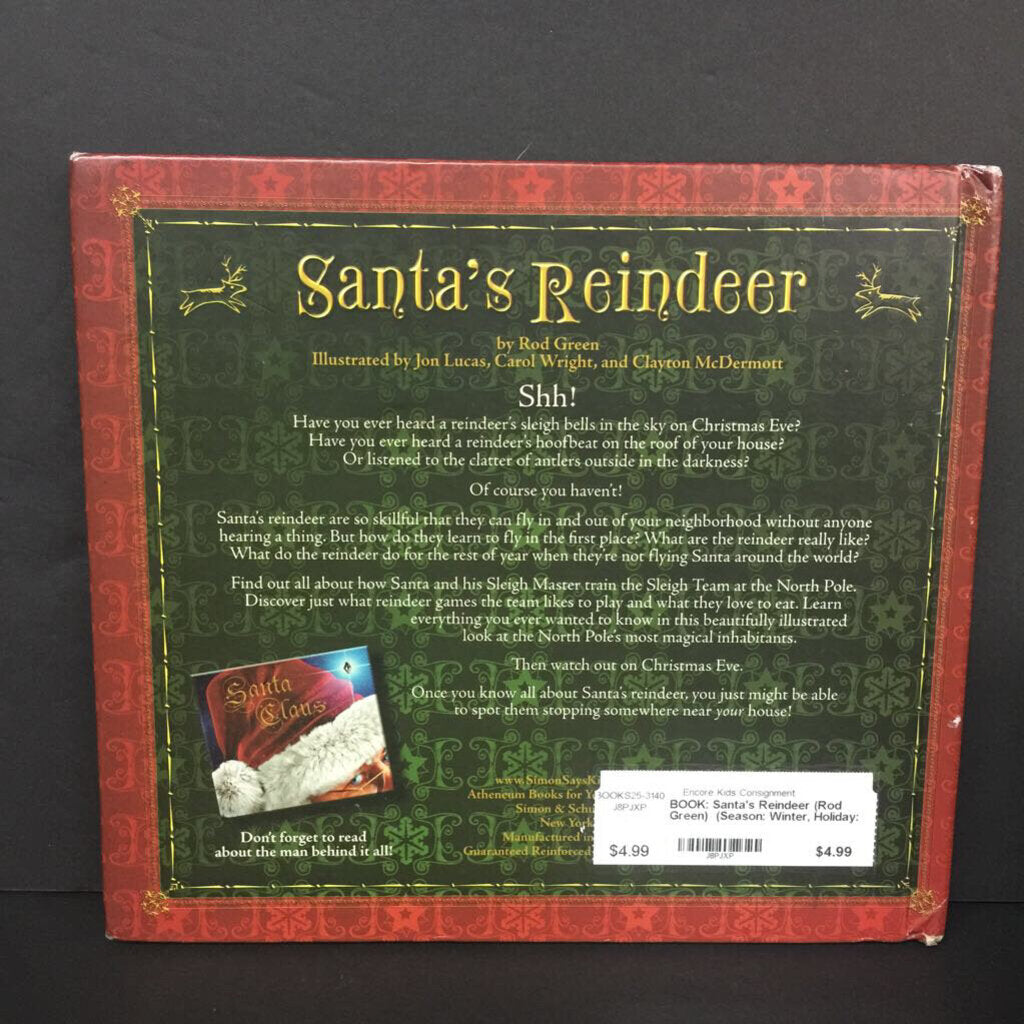 Santa's Reindeer
by Rod Green
Illustrated by Jon Lucas, Carol Wright, and Clayton McDermott
Shh!
Have you ever heard a reindeer's sleigh bells in the sky on Christmas Eve?
Have you ever heard a reindeer's hoofbeat on the roof of your house?
Or listened to the clatter of antlers outside in the darkness?
Of course you haven't!
Santa's reindeer are so skillful that they can fly in and out of your neighborhood without anyone
hearing a thing. But how do they learn to fly in the first place? What are the reindeer really like?
What do the reindeer do for the rest of year when they're not flying Santa around the world?
Find out all about how Santa and his Sleigh Master train the Sleigh Team at the North Pole.
Discover just what reindeer games the team likes to play and what they love to eat. Learn
everything you ever wanted to know in this beautifully illustrated
look at the North Pole's most magical inhabitants.
Then watch out on Christmas Eve.
Once you know all about Santa's reindeer, you just might be able
to spot them stopping somewhere near your house!
Santa
Claus
Don't forget to read
about the man behind it all!
www.SimonSaysKi
Atheneum Books for Y
Simon & Schu
New York
Manufactured in
Guaranteed Reinforced
BOOKS25-3140
J8PJXP
$4.99
Encore Kids Consignment
BOOK: Santa's Reindeer (Rod
Green) (Season: Winter, Holiday:
J8PJXP
$4.99